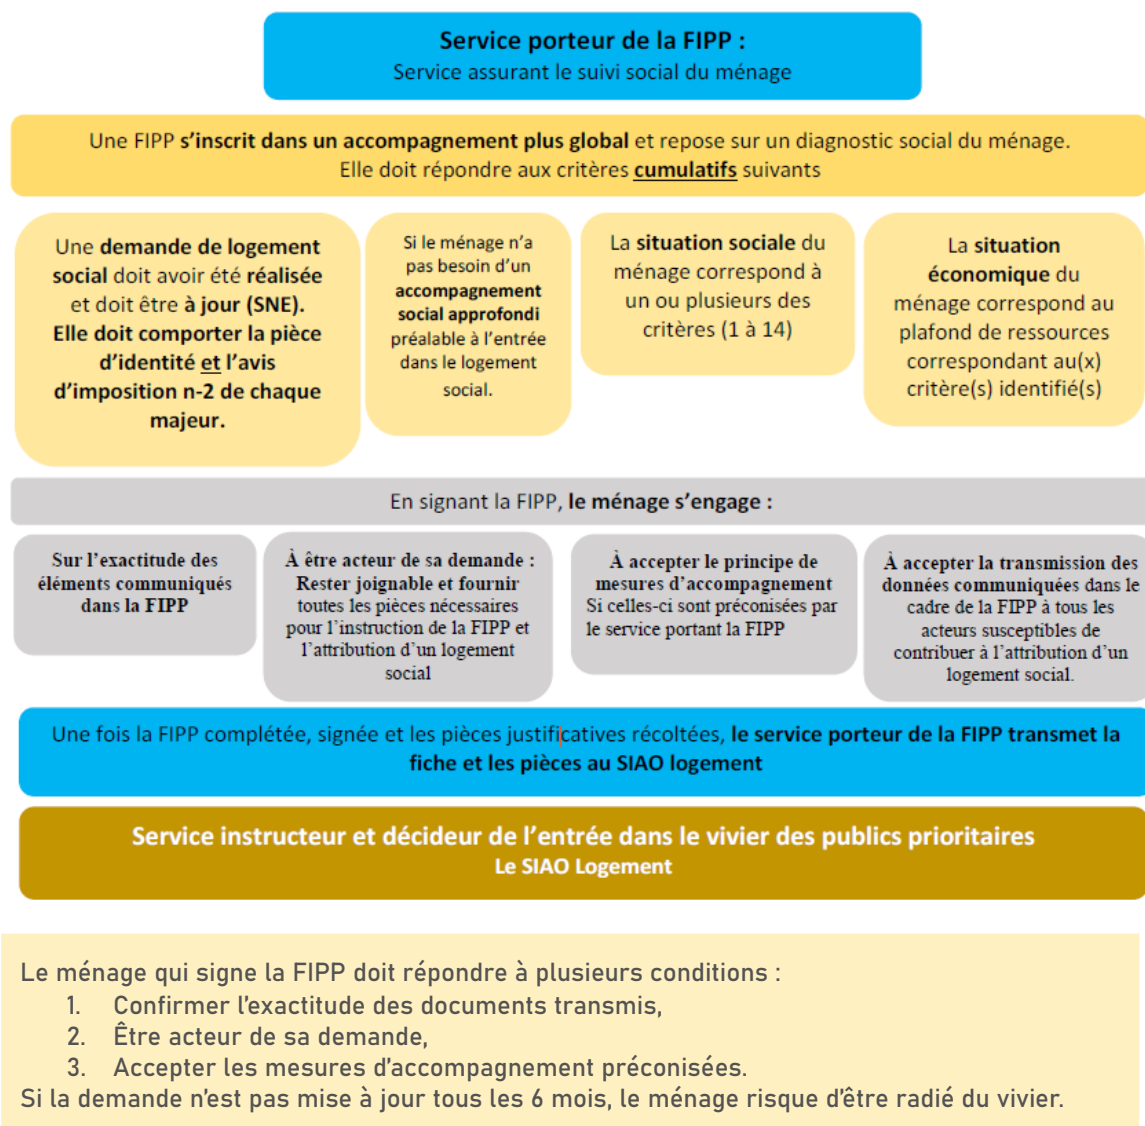 Service porteur de la FIPP :
Service assurant le suivi social du ménage
Une FIPP s’inscrit dans un accompagnement plus global et repose sur un diagnostic social du ménage.
Elle doit répondre aux critères cumulatifs suivants
Une demande de logement
social doit avoir été réalisée
et doit être à jour (SNE).
Elle doit comporter la pièce
d’identité et l’avis
d’imposition n-2 de chaque
majeur.
Si le ménage n’a
pas besoin d’un
accompagnement
social approfondi
préalable à l’entrée
dans le logement
social.
La situation sociale du
ménage correspond à
un ou plusieurs des
critères (1 à 14)
La situation
économique du
ménage correspond au
plafond de ressources
correspondant au(x)
critère(s) identifié(s)
En signant la FIPP, le ménage s’engage :
Sur l’exactitude des
éléments communiqués
dans la FIPP
À être acteur de sa demande :
Rester joignable et fournir
toutes les pièces nécessaires
pour l’instruction de la FIPP et
l’attribution d’un logement
social
À accepter le principe de
mesures d’accompagnement
Si celles-ci sont préconisées par
le service portant la FIPP
À accepter la transmission des
données communiquées dans le
cadre de la FIPP à tous les
acteurs susceptibles de
contribuer à l’attribution d’un
logement social.
Une fois la FIPP complétée, signée et les pièces justificatives récoltées, le service porteur de la FIPP transmet la
fiche et les pièces au SIAO logement
Service instructeur et décideur de l’entrée dans le vivier des publics prioritaires
Le SIAO Logement
Le ménage qui signe la FIPP doit répondre à plusieurs conditions :
1. Confirmer l’exactitude des documents transmis,
2. Être acteur de sa demande,
3. Accepter les mesures d’accompagnement préconisées.
Si la demande n’est pas mise à jour tous les 6 mois, le ménage risque d’être radié du vivier.